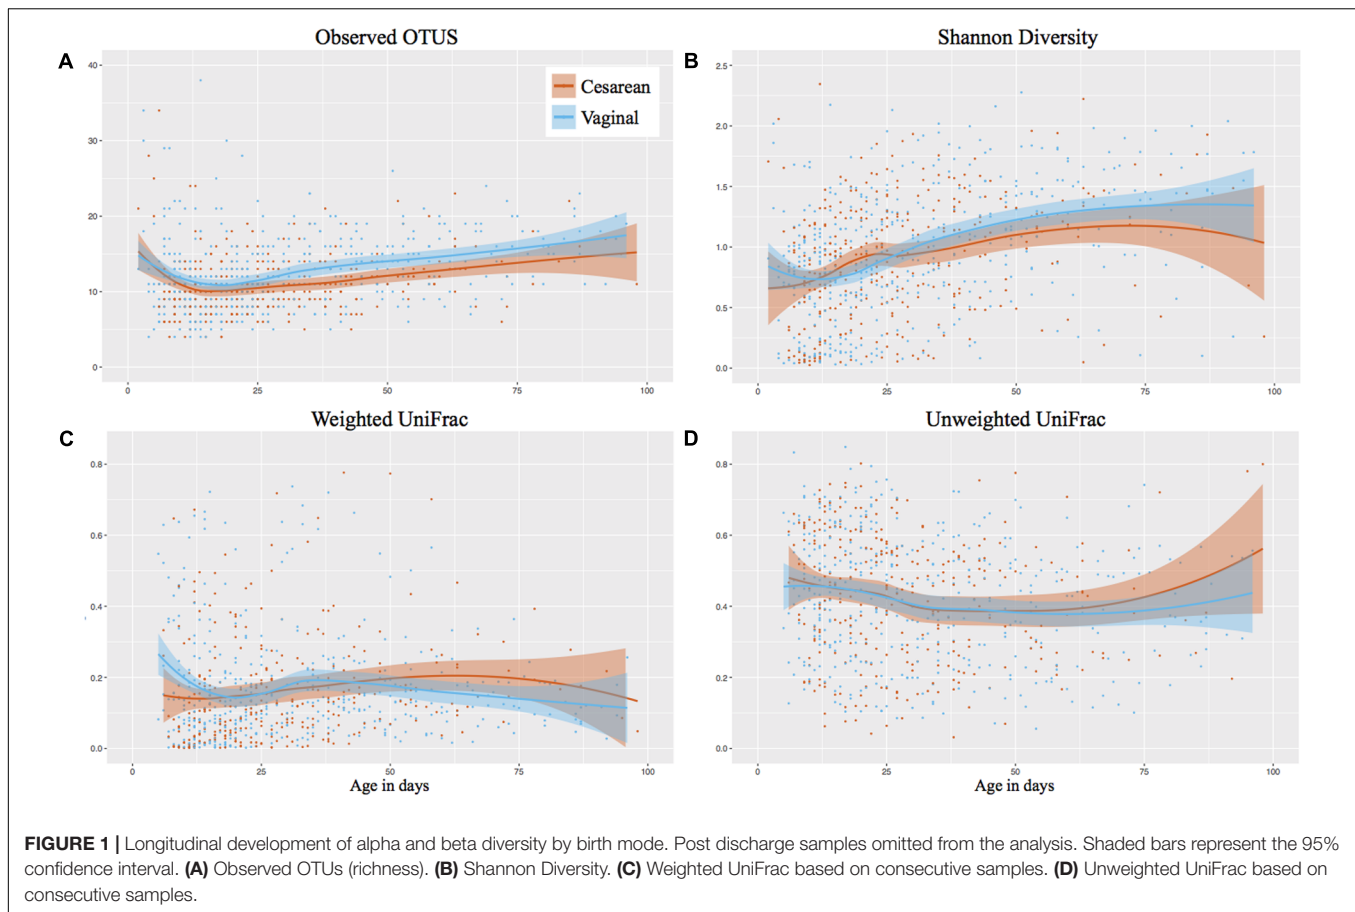 Observed OTUS
Shannon Diversity
A
B
40
30
20
10
0
Cesarean
Vaginal
0
25
50
75
100
2.5
2.0
1.5
1.0
0.5
0.0
0
25
50
75
100
Weighted UniFrac
Unweighted UniFrac
C
D
0.8
0.6
0.4
0.2
0.0
0
25
50
75
100
Age in days
0.8
0.6
0.4
0.2
0.0
0
25
50
75
100
Age in days
FIGURE 1 | Longitudinal development of alpha and beta diversity by birth mode. Post discharge samples omitted from the analysis. Shaded bars represent the 95%
confidence interval. (A) Observed OTUs (richness). (B) Shannon Diversity. (C) Weighted UniFrac based on consecutive samples. (D) Unweighted UniFrac based on
consecutive samples.